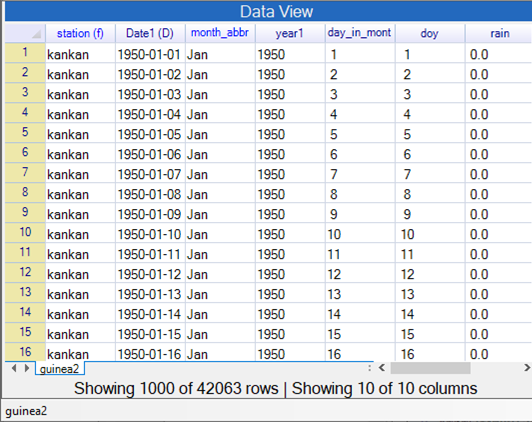 Data View
station (f) Date1 (D) month_abbr year1 day_in_mont doy rain
1 kankan 1950-01-01 Jan 1950 1 1 0.0
2 kankan 1950-01-02 Jan 1950 2 2 0.0
3 kankan 1950-01-03 Jan 1950 3 3 0.0
4 kankan 1950-01-04 Jan 1950 4 4 0.0
5 kankan 1950-01-05 Jan 1950 5 5 0.0
6 kankan 1950-01-06 Jan 1950 6 6 0.0
7 kankan 1950-01-07 Jan 1950 7 7 0.0
8 kankan 1950-01-08 Jan 1950 8 8 0.0
9 kankan 1950-01-09 Jan 1950 9 9 0.0
10 kankan 1950-01-10 Jan 1950 10 10 0.0
11 kankan 1950-01-11 Jan 1950 11 11 0.0
12 kankan 1950-01-12 Jan 1950 12 12 0.0
13 kankan 1950-01-13 Jan 1950 13 13 0.0
14 kankan 1950-01-14 Jan 1950 14 14 0.0
15 kankan 1950-01-15 Jan 1950 15 15 0.0
16 kankan 1950-01-16 Jan 1950 16 16 0.0
guinea2
Showing 1000 of 42063 rows | Showing 10 of 10 columns
guinea2